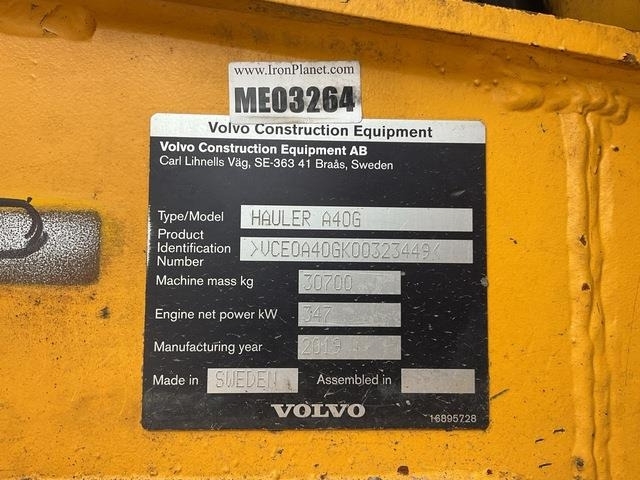 www.IronPlanet.com
ME03264
Volvo Construction Equipment
Volvo Construction Equipment AB
Carl Lihnells Väg, SE-363 41 Braås, Sweden
Type/Model HAULER A40G
Product Identification Number >VCE0A40GK00323449<
Machine mass kg 30700
Engine net power kW 347
Manufacturing year 2019
Made in SWEDEN Assembled in
VOLVO 16895728